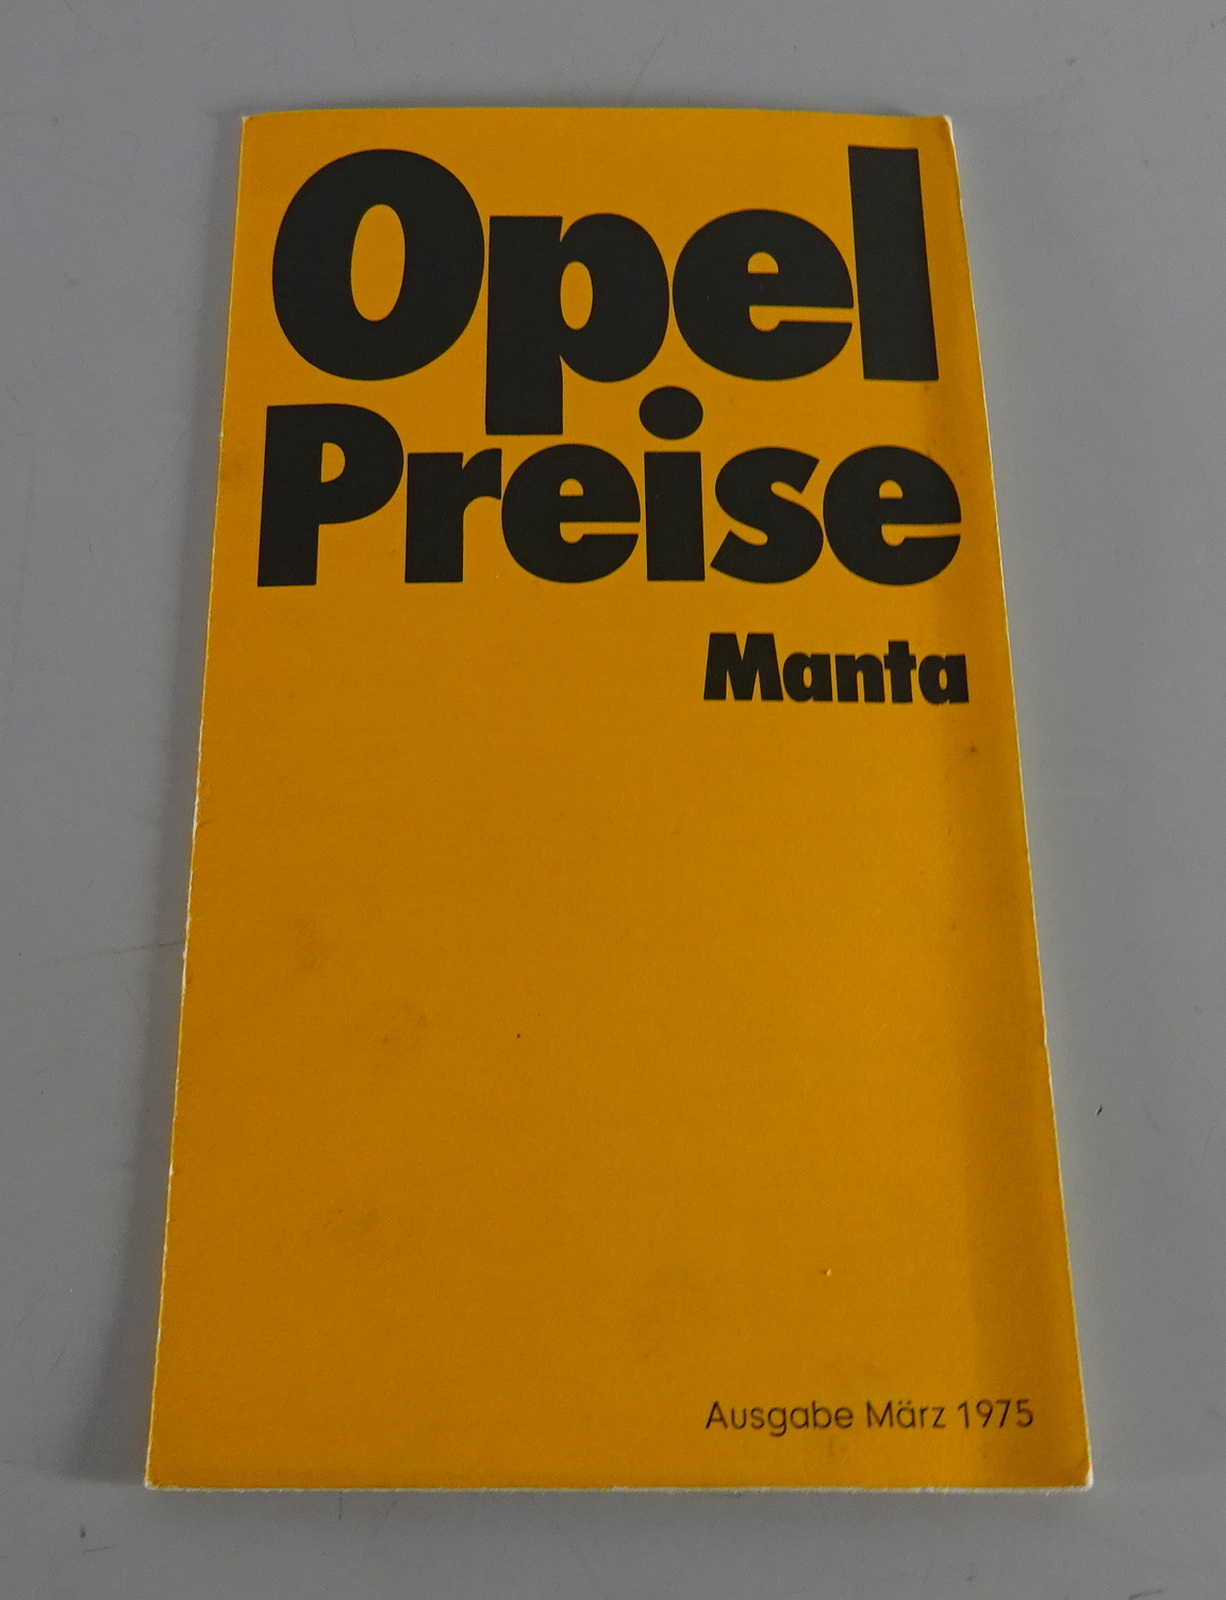 Opel
Preise
Manta
Ausgabe März 1975